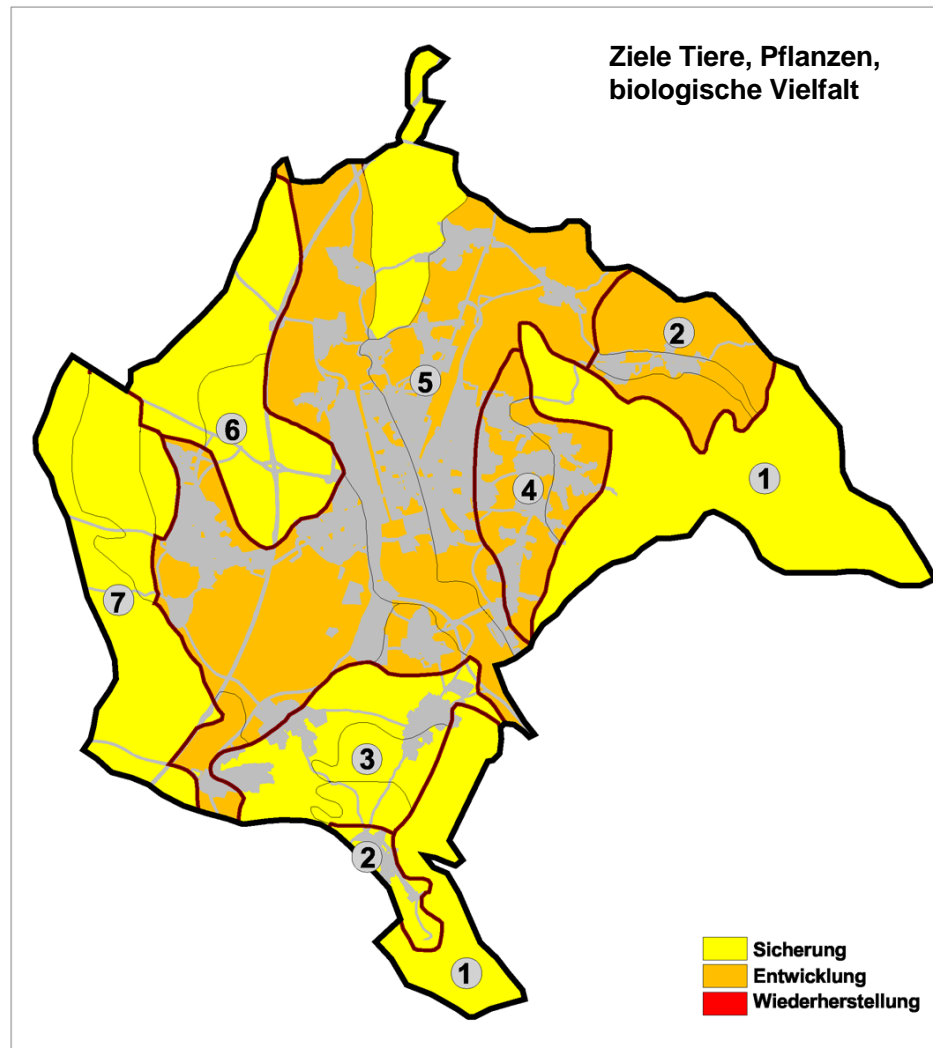 Ziele Tiere, Pflanzen,
biologische Vielfalt
2
5
6
1
4
7
3
2
1
Sicherung
Entwicklung
Wiederherstellung